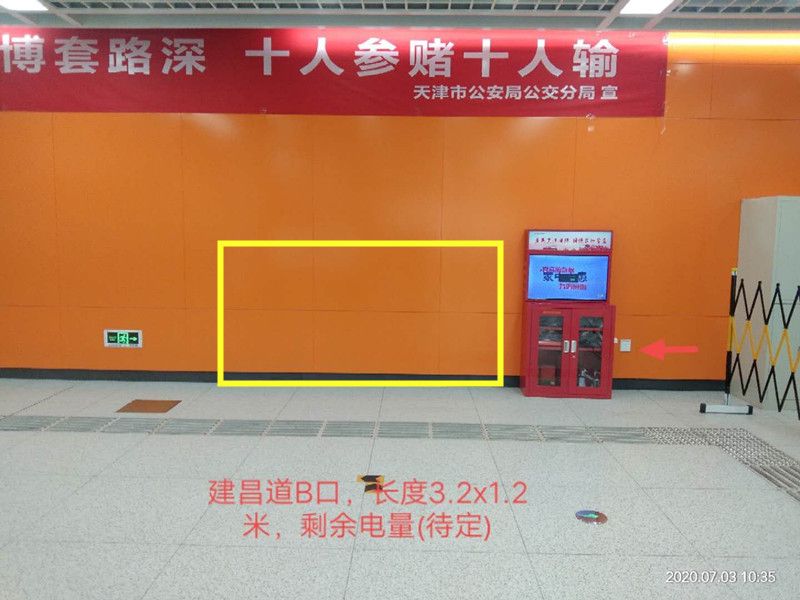 博套路深 十人参赌十人输
天津市公安局公交分局 宣
建昌道B口，长度3.2x1.2
米，剩余电量(待定)
2020.07.03 10:35